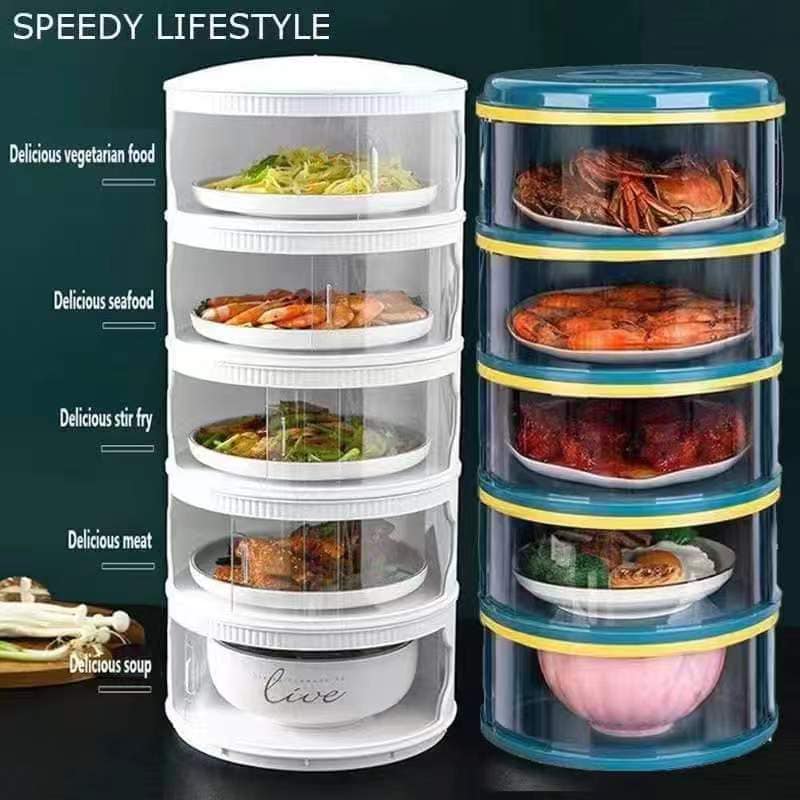 SPEEDY LIFESTYLE
Delicious vegetarian food
Delicious seafood
Delicious stir fry
Delicious meat
Delicious soup
live